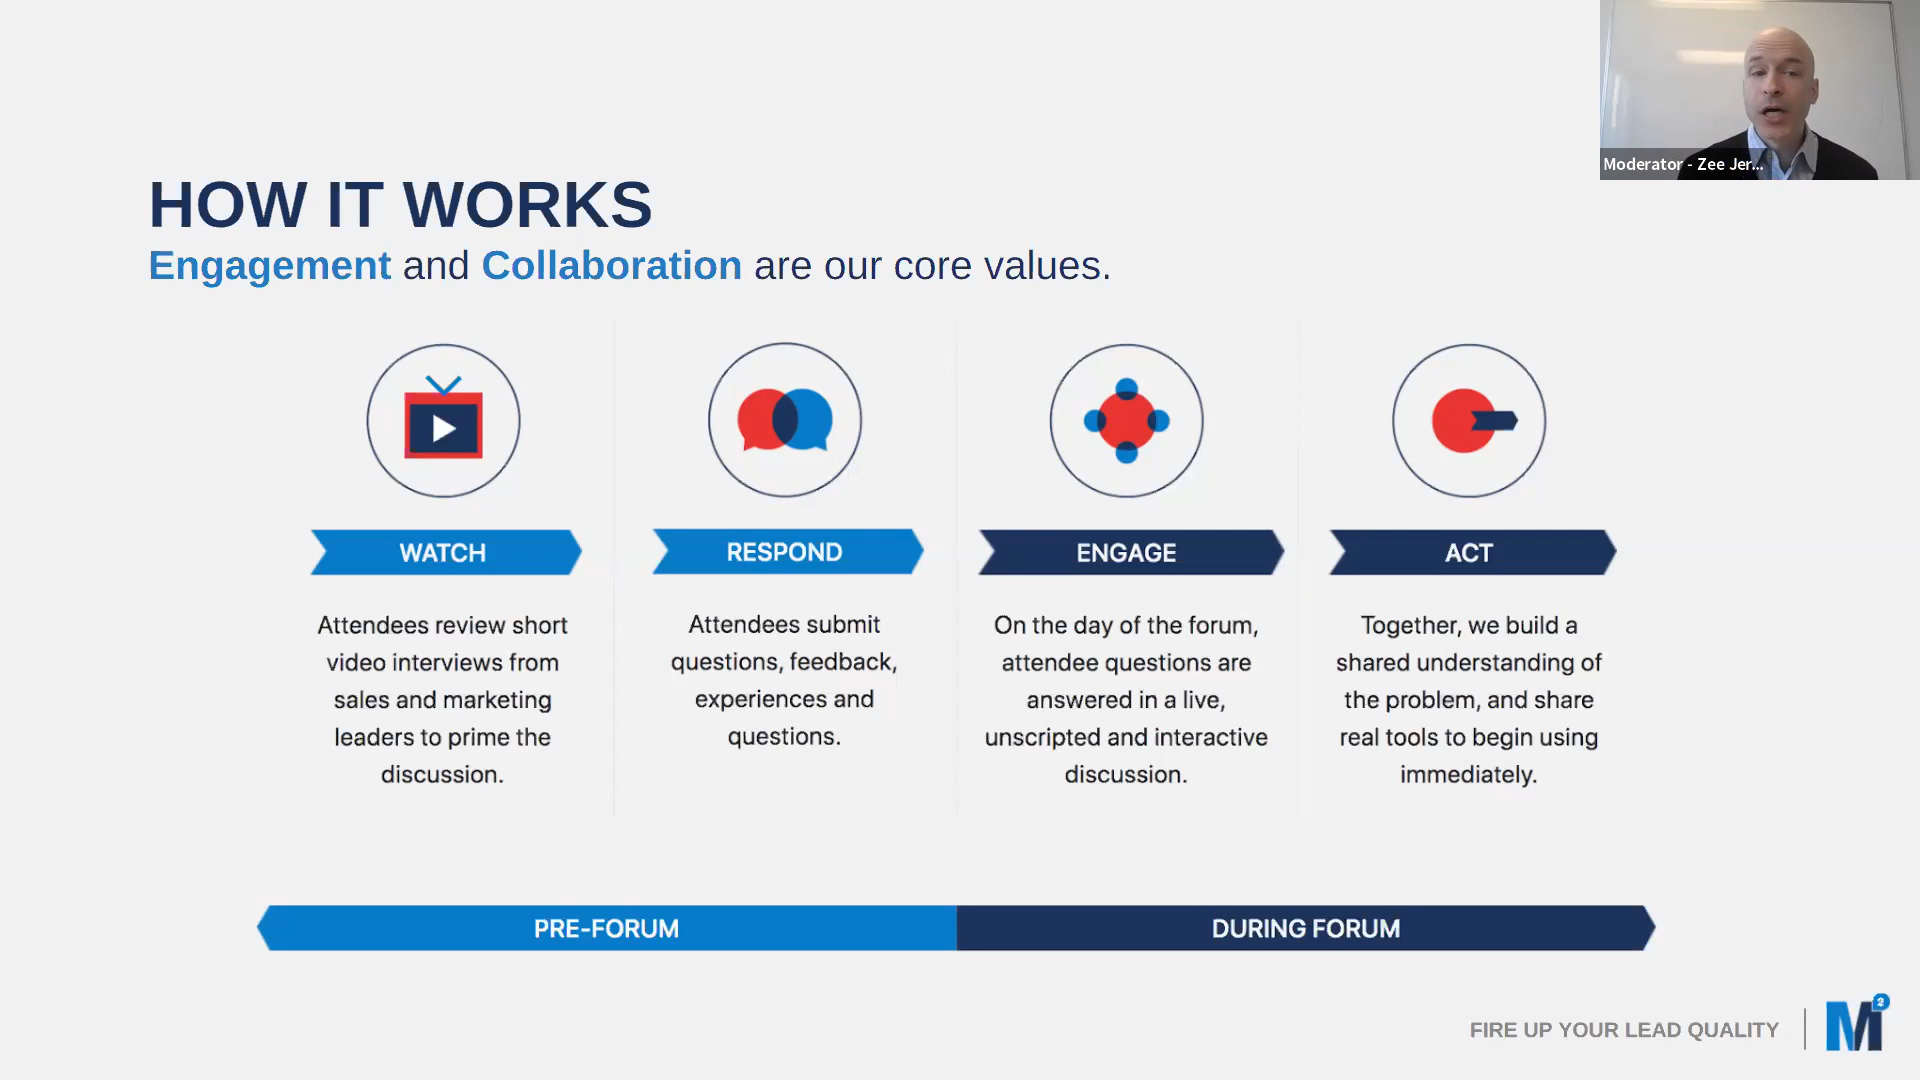 Moderator - Zee Jer...
HOW IT WORKS
Engagement and Collaboration are our core values.
WATCH
Attendees review short
video interviews from
sales and marketing
leaders to prime the
discussion.
RESPOND
Attendees submit
questions, feedback,
experiences and
questions.
ENGAGE
On the day of the forum,
attendee questions are
answered in a live,
unscripted and interactive
discussion.
ACT
Together, we build a
shared understanding of
the problem, and share
real tools to begin using
immediately.
PRE-FORUM
DURING FORUM
FIRE UP YOUR LEAD QUALITY
M2